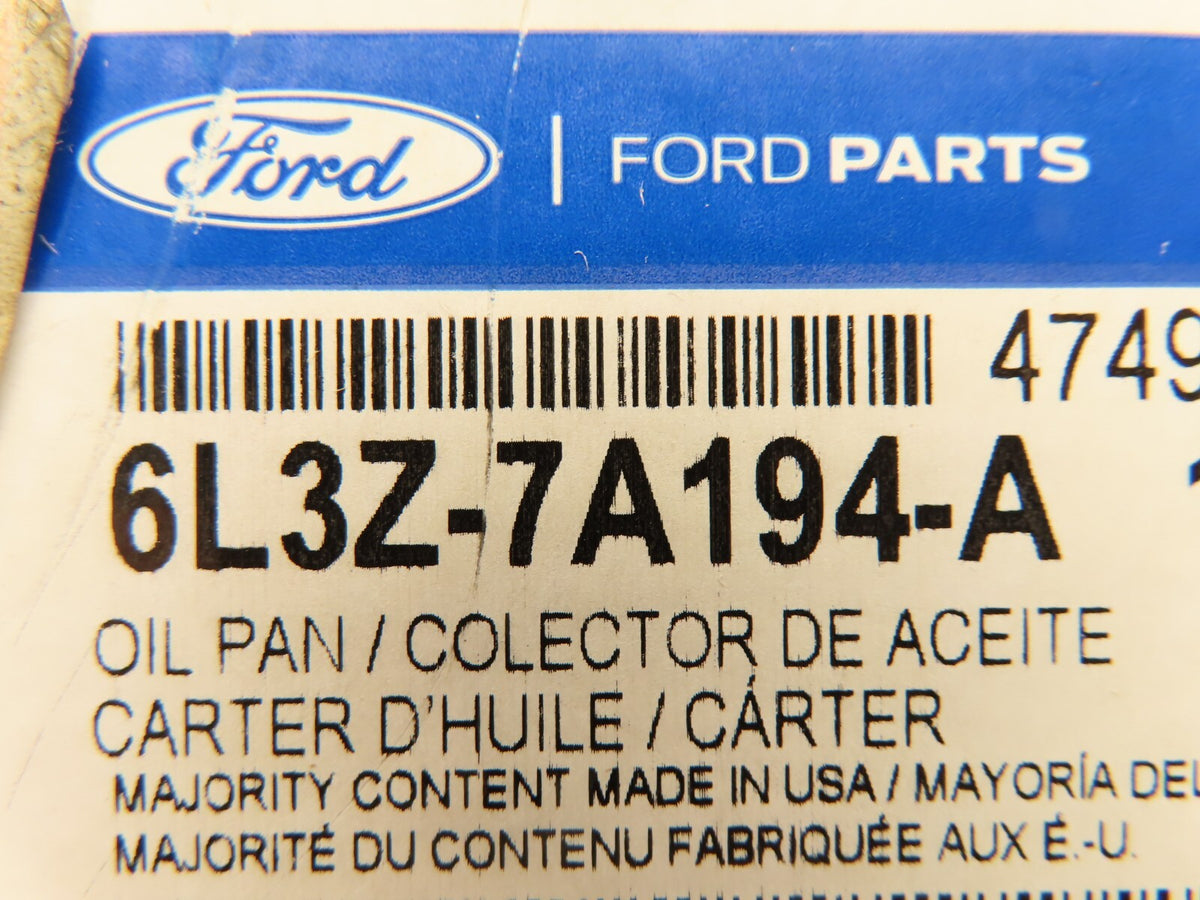 Ford | FORD PARTS
4749
6L3Z-7A194-A
OIL PAN / COLECTOR DE ACEITE
CARTER D'HUILE / CÁRTER
MAJORITY CONTENT MADE IN USA / MAYORÍA DEL
MAJORITÉ DU CONTENU FABRIQUÉE AUX É.-U.